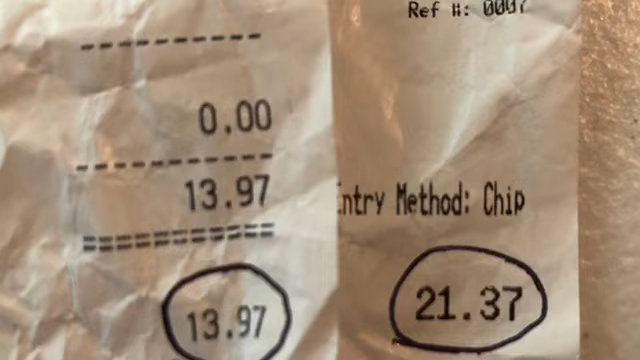 0.00
13.97
13.97
Ref #: 0007
Entry Method: Chip
21.37